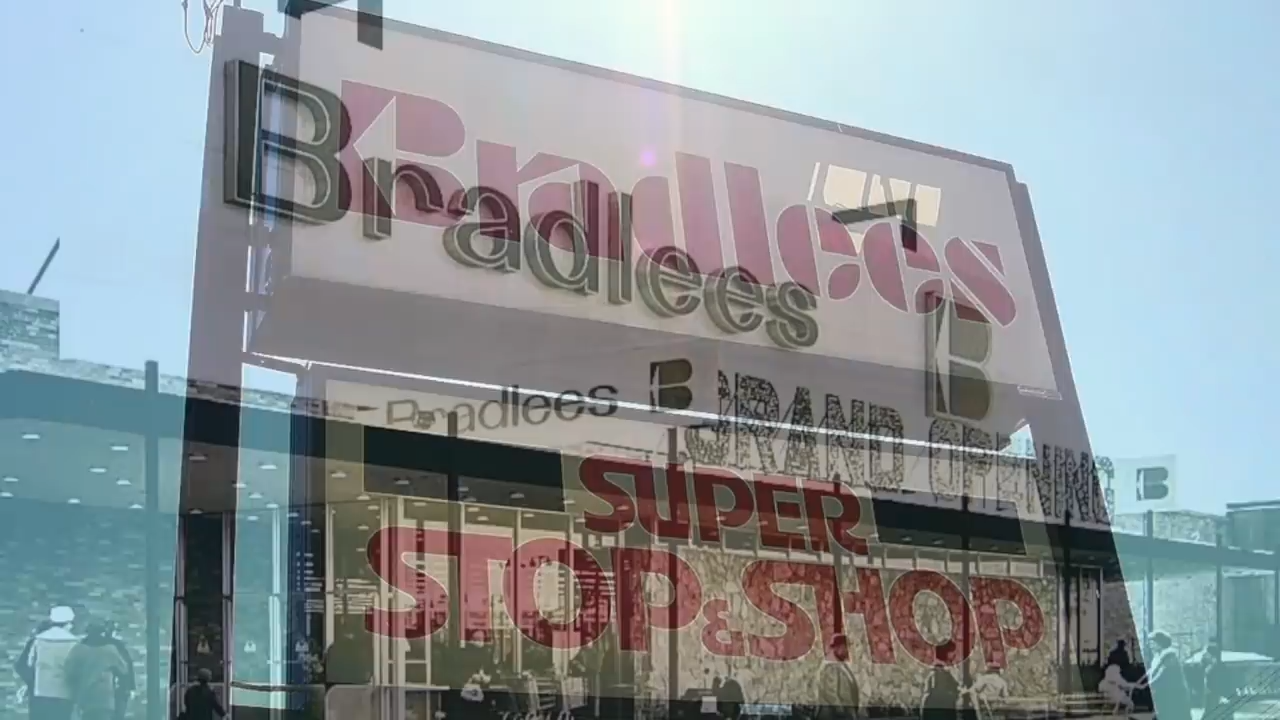 Bradlees
Bradlees
B
Bradlees B GRAND OPENING
B
SUPER
STOP&SHOP